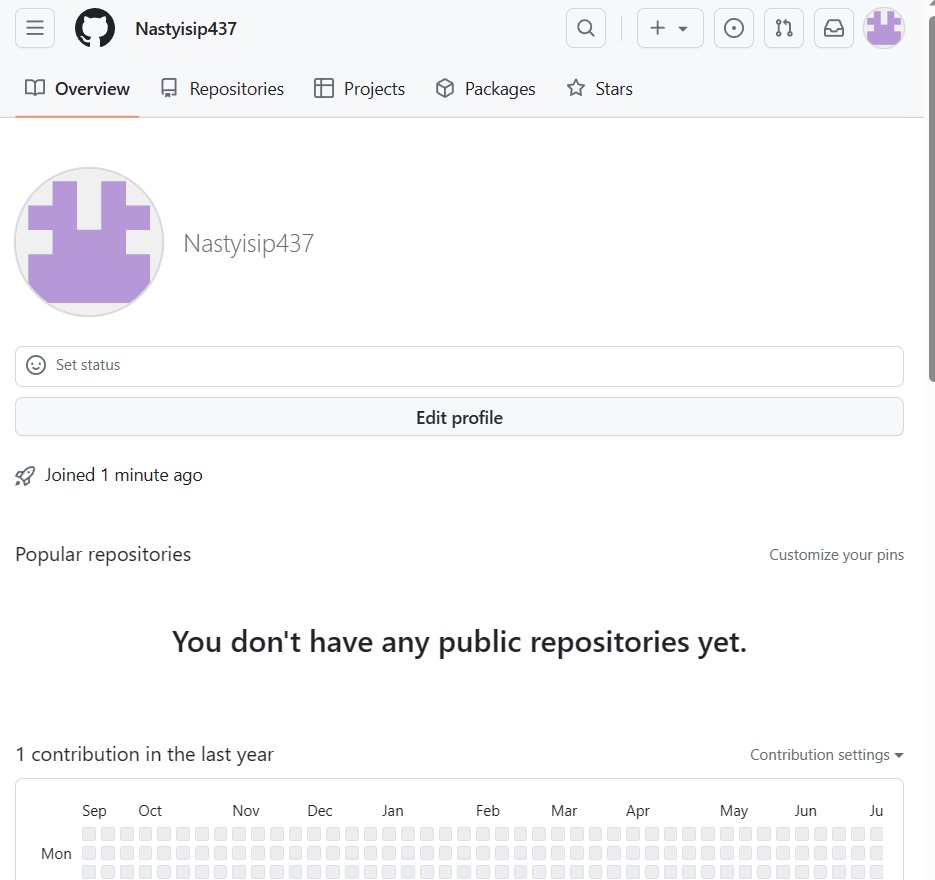 Nastyisip437
Overview Repositories Projects Packages Stars
Nastyisip437
Set status
Edit profile
Joined 1 minute ago
Popular repositories Customize your pins
You don't have any public repositories yet.
1 contribution in the last year Contribution settings
Sep Oct Nov Dec Jan Feb Mar Apr May Jun Ju
Mon